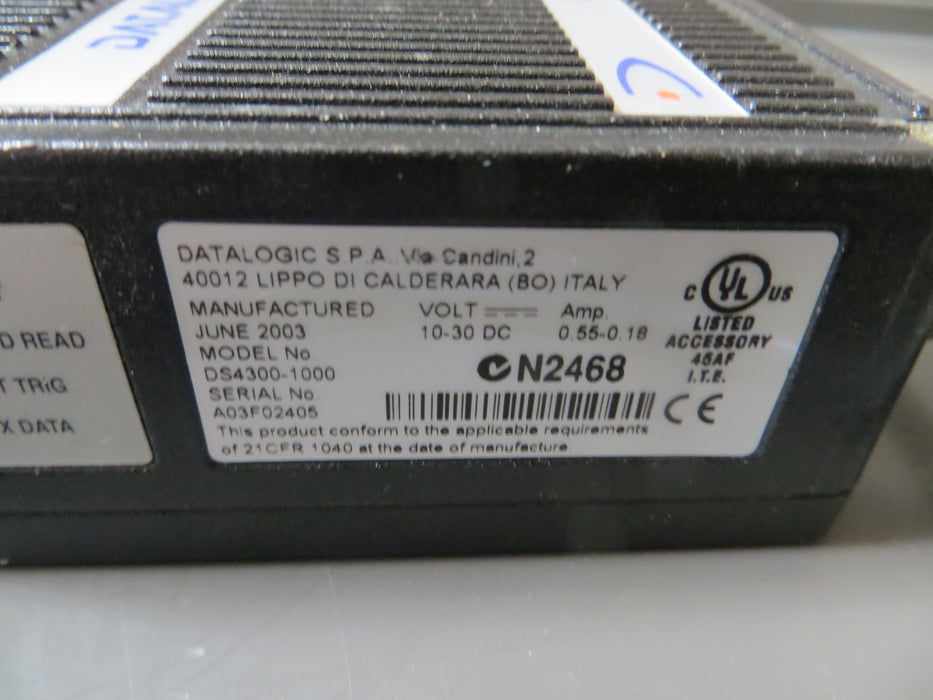 DATALOGIC S.P.A. Via Candini,2
40012 LIPPO DI CALDERARA (BO) ITALY
MANUFACTURED
JUNE 2003
VOLT
10-30 DC
Amp.
0.55-0.18
MODEL No.
DS4300-1000
SERIAL No.
A03F02405
N2468
This product conform to the applicable requirements
of 21CFR 1040 at the date of manufacture
C UL US
LISTED
ACCESSORY
45AF
I.T.E.
CE
D READ
T TRiG
X DATA